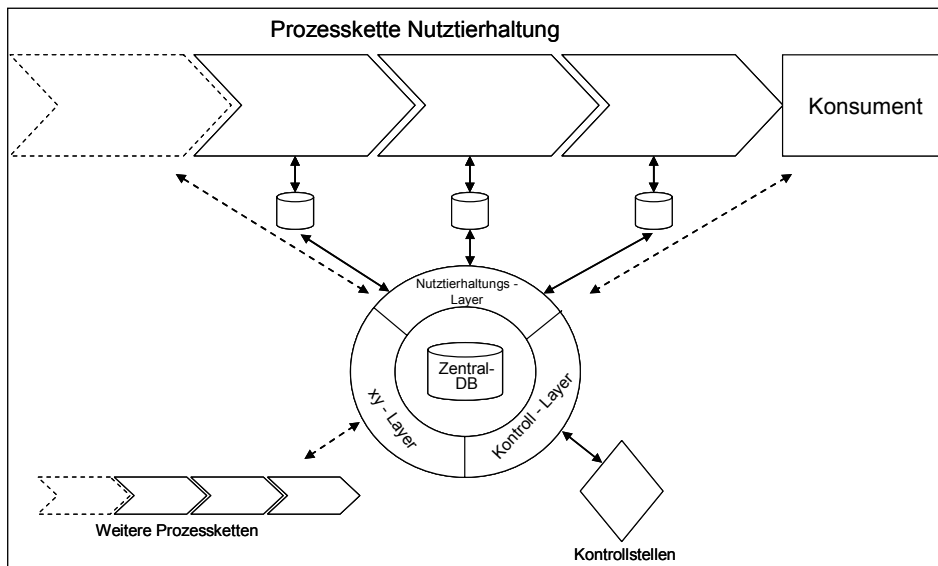 Prozesskette Nutztierhaltung
Konsument
Nutztierhaltungs -
Layer
Zentral-
DB
xy - Layer
Kontroll - Layer
Weitere Prozessketten
Kontrollstellen